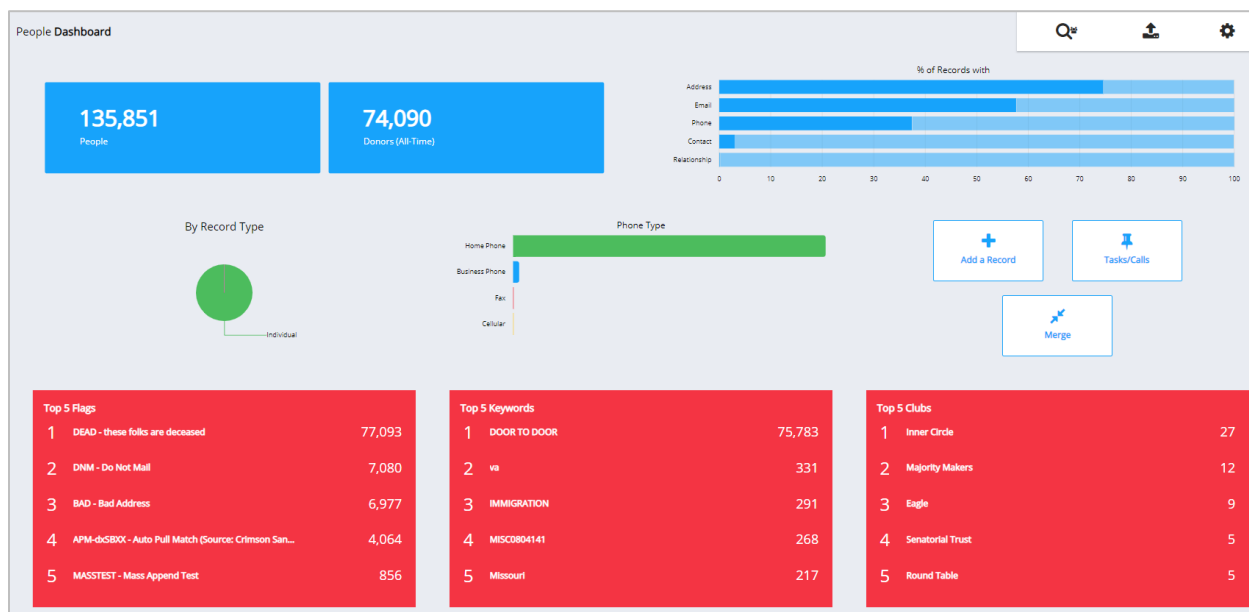 People Dashboard
135,851
People
74,090
Donors (All-Time)
% of Records with
Address
Email
Phone
Contact
Relationship
0 10 20 30 40 50 60 70 80 90 100
By Record Type
Individual
Phone Type
Home Phone
Business Phone
Fax
Cellular
Add a Record
Tasks/Calls
Merge
Top 5 Flags
1 DEAD - these folks are deceased 77,093
2 DNM - Do Not Mail 7,080
3 BAD - Bad Address 6,977
4 APM-dxSBXX - Auto Pull Match (Source: Crimson San... 4,064
5 MASSTEST - Mass Append Test 856
Top 5 Keywords
1 DOOR TO DOOR 75,783
2 va 331
3 IMMIGRATION 291
4 MISC0804141 268
5 Missouri 217
Top 5 Clubs
1 Inner Circle 27
2 Majority Makers 12
3 Eagle 9
4 Senatorial Trust 5
5 Round Table 5